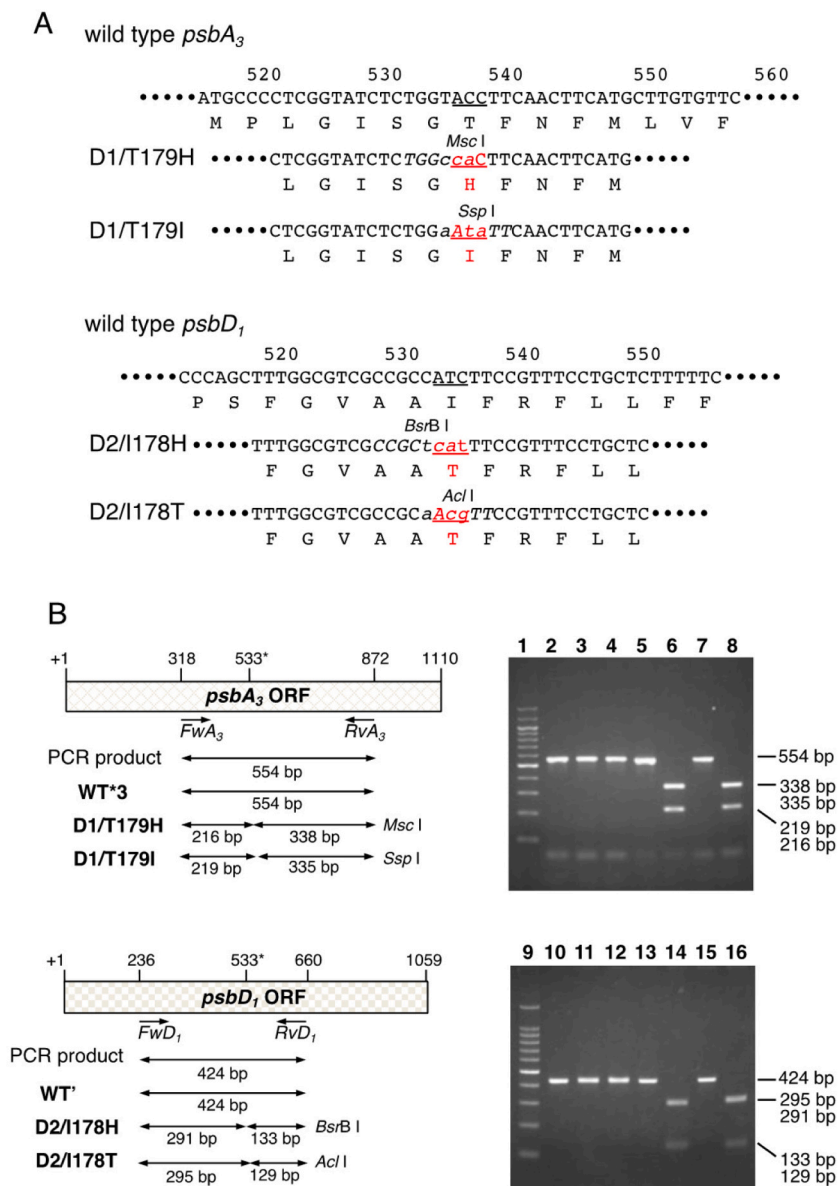 A
wild type psbA3
520 530 540 550 560
•••••ATGCCCCTCGGTATCTCTGGTACCTTCAACTTCATGCTTGTGTTC•••••
M P L G I S G T F N F M L V F
Msc I
D1/T179H •••••CTCGGTATCTCTGGccaCTTCAACTTCATG•••••
L G I S G H F N F M
Ssp I
D1/T179I •••••CTCGGTATCTCTGGaAtaTTCAACTTCATG•••••
L G I S G I F N F M
wild type psbD1
520 530 540 550
•••••CCCAGCTTTGGCGTCGCCGCCATCTTCCGTTTCCTGCTCTTTTTC•••••
P S F G V A A I F R F L L F F
BsrB I
D2/I178H •••••TTTGGCGTCGCCGCtcatTTCCGTTTCCTGCTC•••••
F G V A A T F R F L L
Acl I
D2/I178T •••••TTTGGCGTCGCCGCaAcgTTCCGTTTCCTGCTC•••••
F G V A A T F R F L L
B
+1 318 533* 872 1110
psbA3 ORF
FwA3 RvA3
PCR product
554 bp
WT*3
554 bp
D1/T179H Msc I
216 bp 338 bp
D1/T179I Ssp I
219 bp 335 bp
1 2 3 4 5 6 7 8
554 bp
338 bp
335 bp
219 bp
216 bp
+1 236 533* 660 1059
psbD1 ORF
FwD1 RvD1
PCR product
424 bp
WT'
424 bp
D2/I178H BsrB I
291 bp 133 bp
D2/I178T Acl I
295 bp 129 bp
9 10 11 12 13 14 15 16
424 bp
295 bp
291 bp
133 bp
129 bp